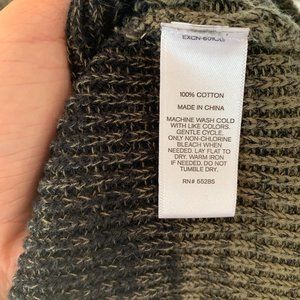 100% COTTON
MADE IN CHINA
MACHINE WASH COLD
WITH LIKE COLORS.
GENTLE CYCLE.
ONLY NON-CHLORINE
BLEACH WHEN
NEEDED. LAY FLAT TO
DRY. WARM IRON
IF NEEDED. DO NOT
TUMBLE DRY.
RN# 55285